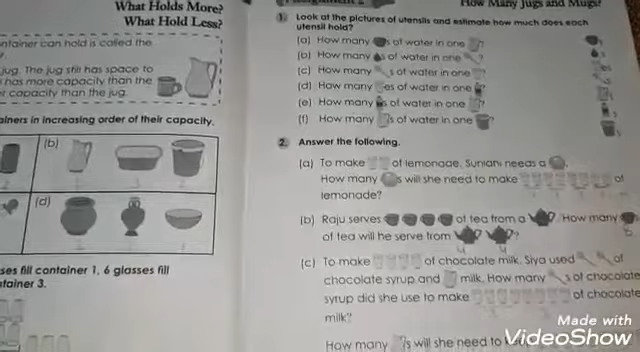 What Holds More?
What Hold Less?
ntainer can hold is called the
jug. The jug still has space to
has more capacity than the
r capacity than the jug.
ainers in increasing order of their capacity.
(b)
(d)
ses fill container 1, 6 glasses fill
tainer 3.
How Many Jugs and Mugs?
1. Look at the pictures of utensils and estimate how much does each
utensil hold?
(a) How many s of water in one ?
(b) How many s of water in one ?
(c) How many s of water in one ?
(d) How many es of water in one ?
(e) How many s of water in one ?
(f) How many s of water in one ?
2. Answer the following.
(a) To make of lemonade, Suniani needs a .
How many s will she need to make of
lemonade?
(b) Raju serves of tea from a . How many
of tea will he serve from ?
(c) To make of chocolate milk, Siya used of
chocolate syrup and milk. How many s of chocolate
syrup did she use to make of chocolate
milk?
How many s will she need to
Made with
VideoShow